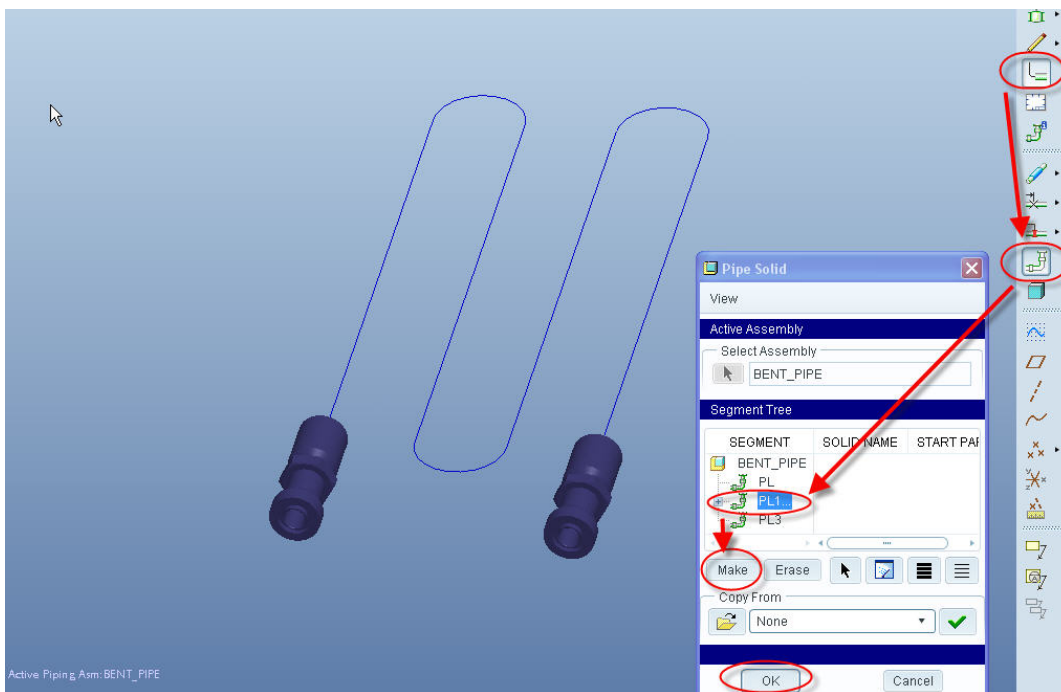 Pipe Solid
View
Active Assembly
Select Assembly
BENT_PIPE
Segment Tree
SEGMENT SOLID NAME START PAR
BENT_PIPE
PL
PL1...
PL3
Make Erase
Copy From
None
OK Cancel
Active Piping Asm:BENT_PIPE